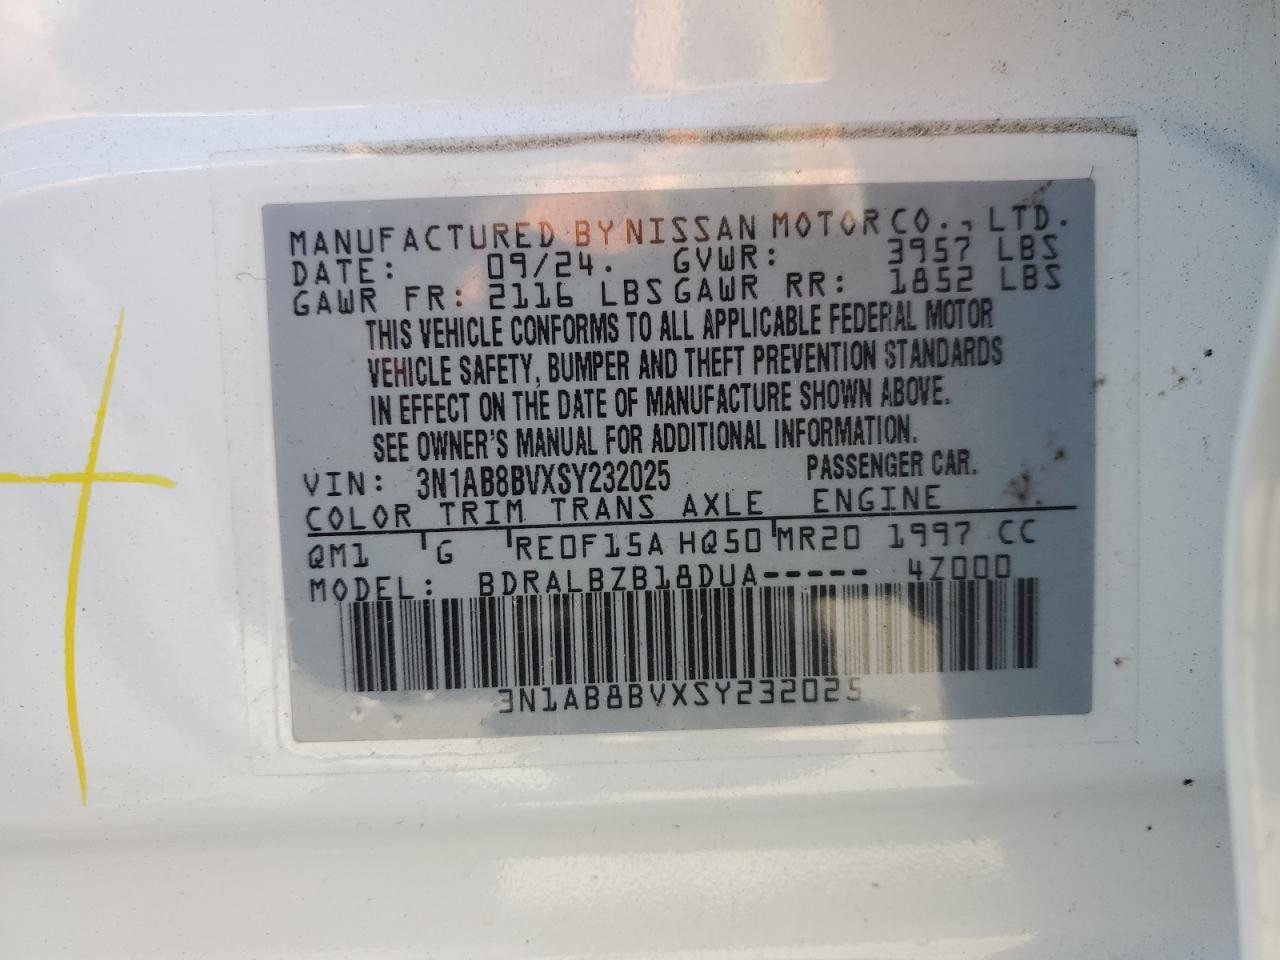 MANUFACTURED BY NISSAN MOTOR CO., LTD.
DATE: 09/24. GVWR: 3957 LBS
GAWR FR: 2116 LBS GAWR RR: 1852 LBS
THIS VEHICLE CONFORMS TO ALL APPLICABLE FEDERAL MOTOR
VEHICLE SAFETY, BUMPER AND THEFT PREVENTION STANDARDS
IN EFFECT ON THE DATE OF MANUFACTURE SHOWN ABOVE.
SEE OWNER'S MANUAL FOR ADDITIONAL INFORMATION.
VIN: 3N1AB8BVXSY232025 PASSENGER CAR.
COLOR TRIM TRANS AXLE ENGINE
QM1 G RE0F15A HQ50 MR20 1997 CC
MODEL: BDRALBZB18DUA----- 4Z000
3N1AB8BVXSY232025